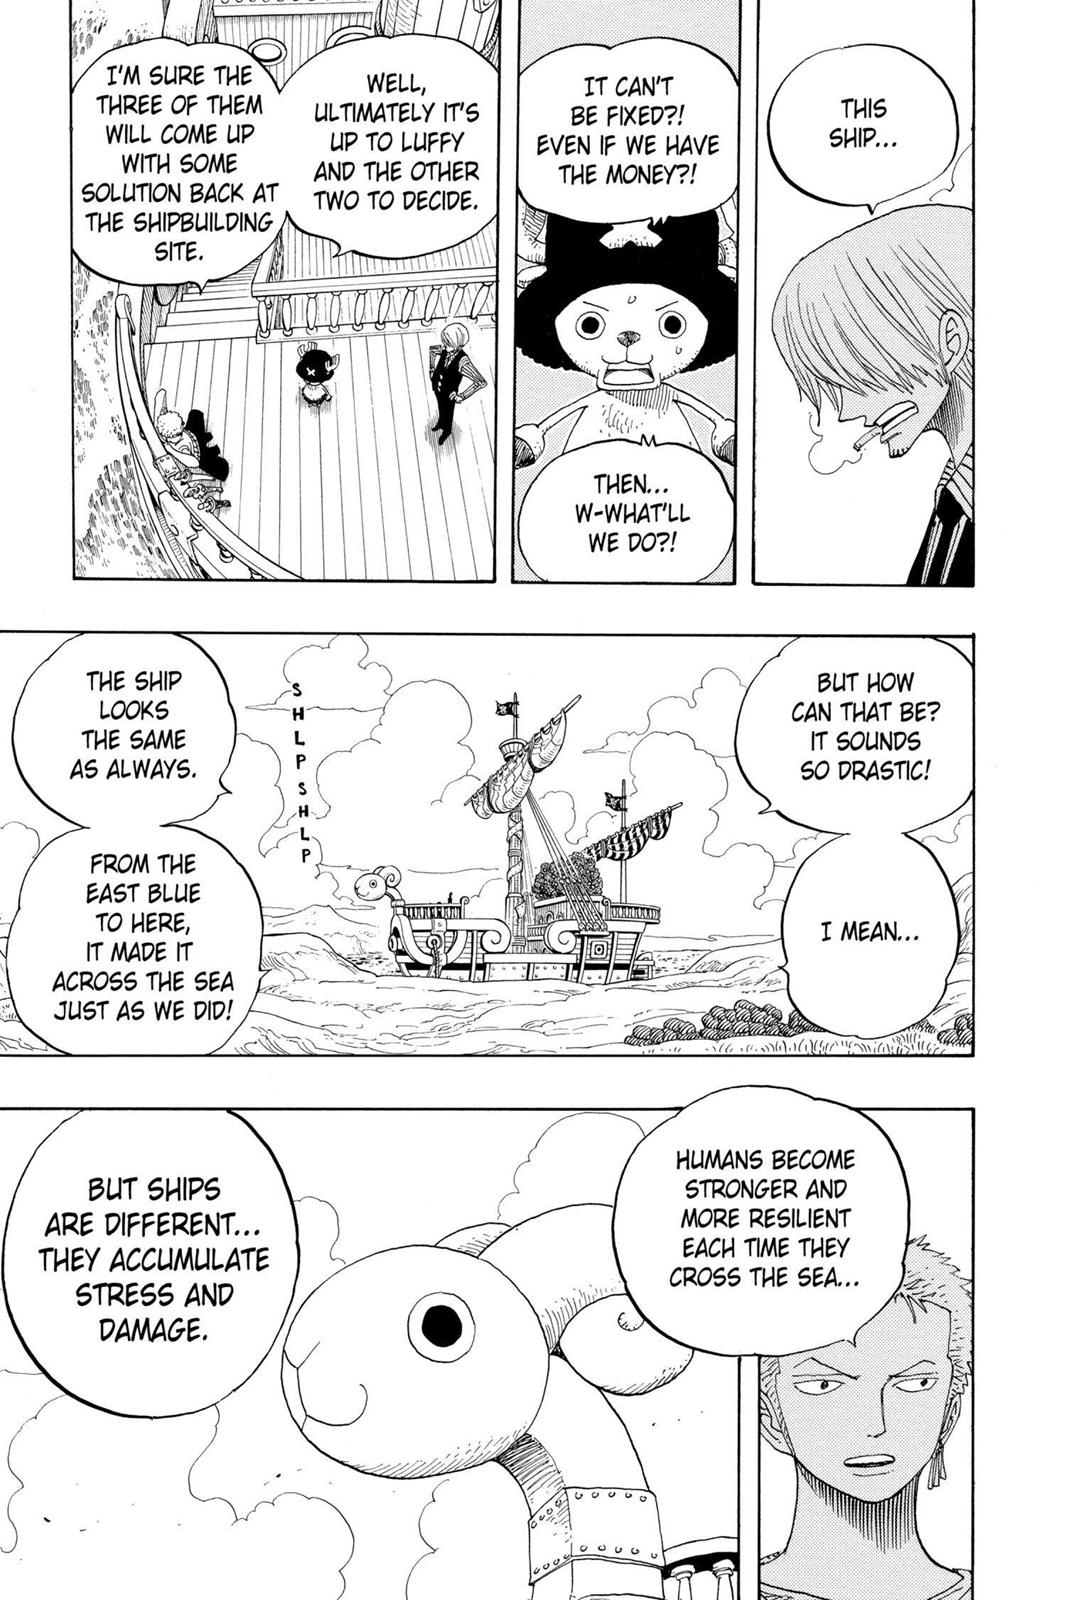 THIS
SHIP...
IT CAN'T
BE FIXED?!
EVEN IF WE HAVE
THE MONEY?!
THEN...
W-WHAT'LL
WE DO?!
WELL,
ULTIMATELY IT'S
UP TO LUFFY
AND THE OTHER
TWO TO DECIDE.
I'M SURE THE
THREE OF THEM
WILL COME UP
WITH SOME
SOLUTION BACK AT
THE SHIPBUILDING
SITE.
BUT HOW
CAN THAT BE?
IT SOUNDS
SO DRASTIC!
I MEAN...
SHLP SHLP
THE SHIP
LOOKS
THE SAME
AS ALWAYS.
FROM THE
EAST BLUE
TO HERE,
IT MADE IT
ACROSS THE SEA
JUST AS WE DID!
HUMANS BECOME
STRONGER AND
MORE RESILIENT
EACH TIME THEY
CROSS THE SEA...
BUT SHIPS
ARE DIFFERENT...
THEY ACCUMULATE
STRESS AND
DAMAGE.